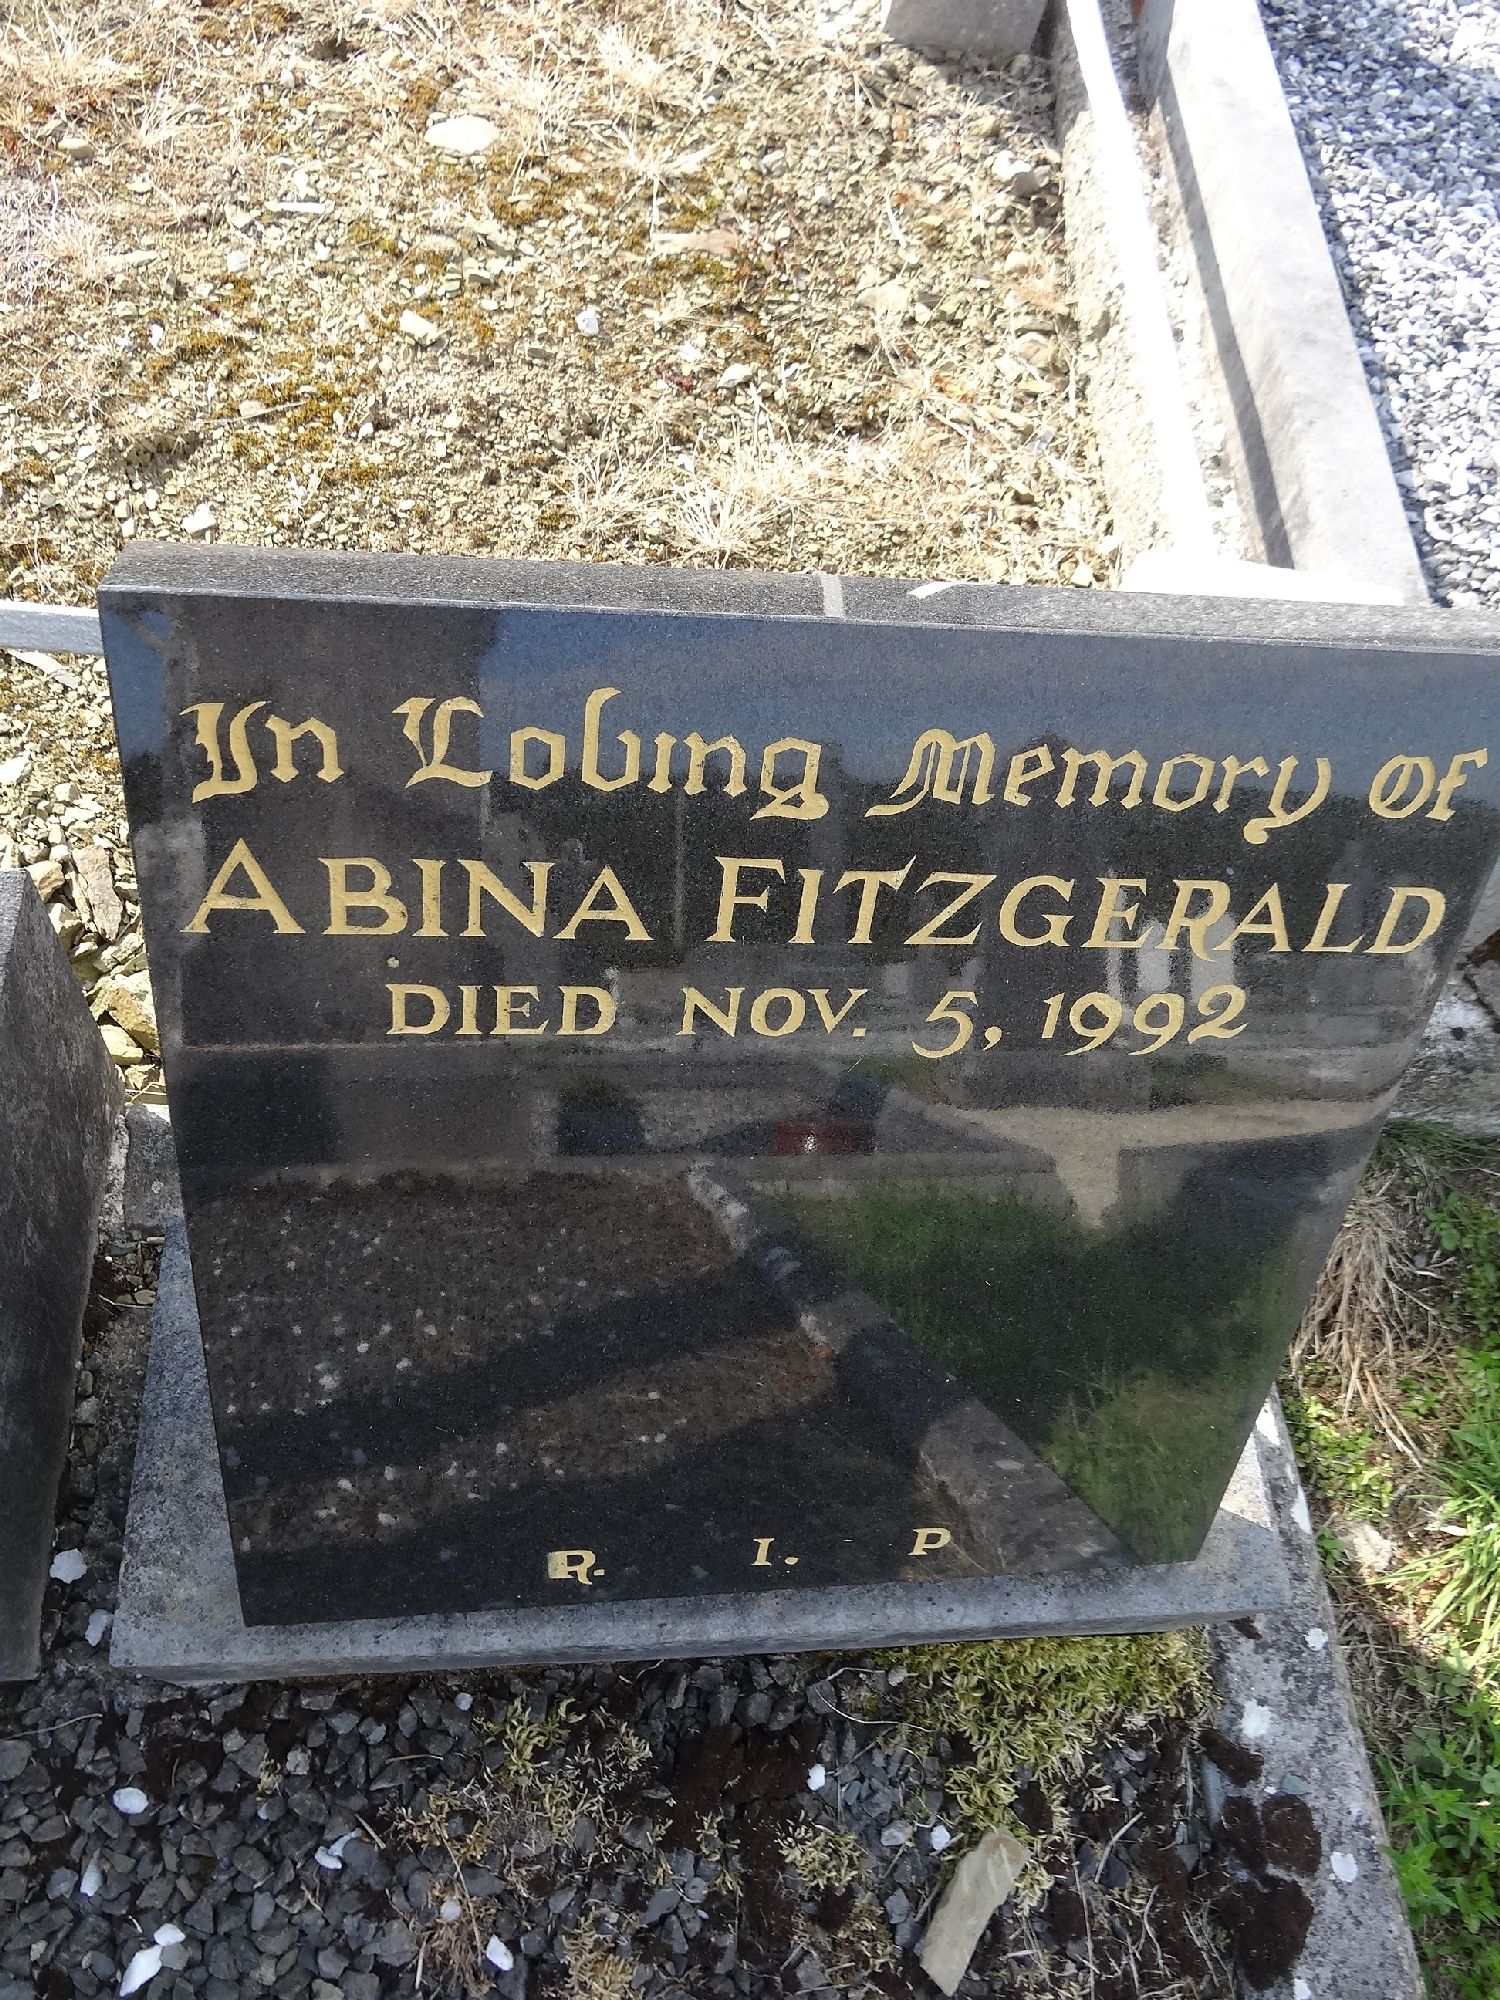 In Loving Memory Of
ABINA FITZGERALD
DIED NOV. 5, 1992
R. I. P